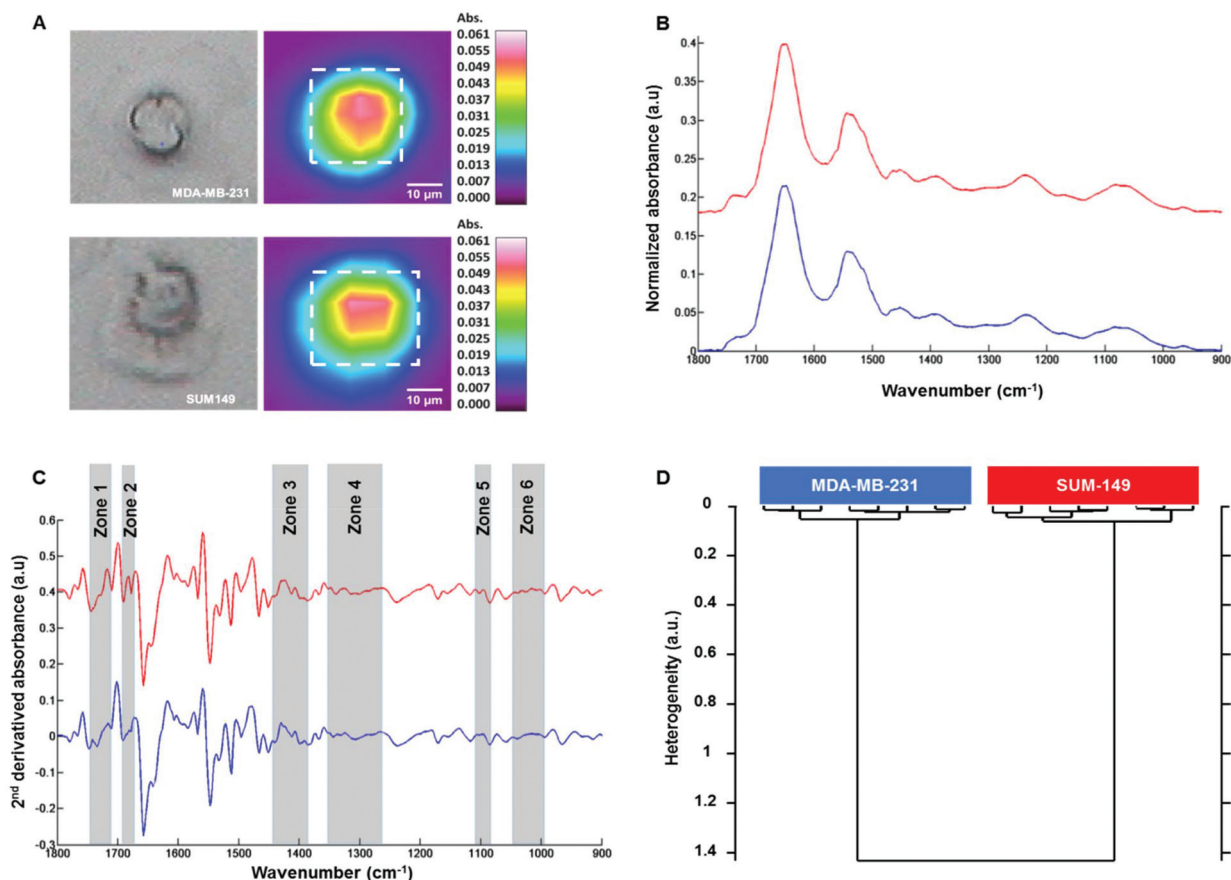 A
Abs.
0.061
0.055
0.049
0.043
0.037
0.031
0.025
0.019
0.013
0.007
0.000
MDA-MB-231
10 µm
Abs.
0.061
0.055
0.049
0.043
0.037
0.031
0.025
0.019
0.013
0.007
0.000
SUM149
10 µm
B
Normalized absorbance (a.u)
0.4
0.35
0.3
0.25
0.2
0.15
0.1
0.05
0
1800 1700 1600 1500 1400 1300 1200 1100 1000 900
Wavenumber (cm-1)
C
Zone 1
Zone 2
Zone 3
Zone 4
Zone 5
Zone 6
2nd derivatived absorbance (a.u)
0.6
0.5
0.4
0.3
0.2
0.1
0
-0.1
-0.2
-0.3
1800 1700 1600 1500 1400 1300 1200 1100 1000 900
Wavenumber (cm-1)
D
MDA-MB-231 SUM-149
Heterogeneity (a.u.)
0
0.2
0.4
0.6
0.8
1
1.2
1.4